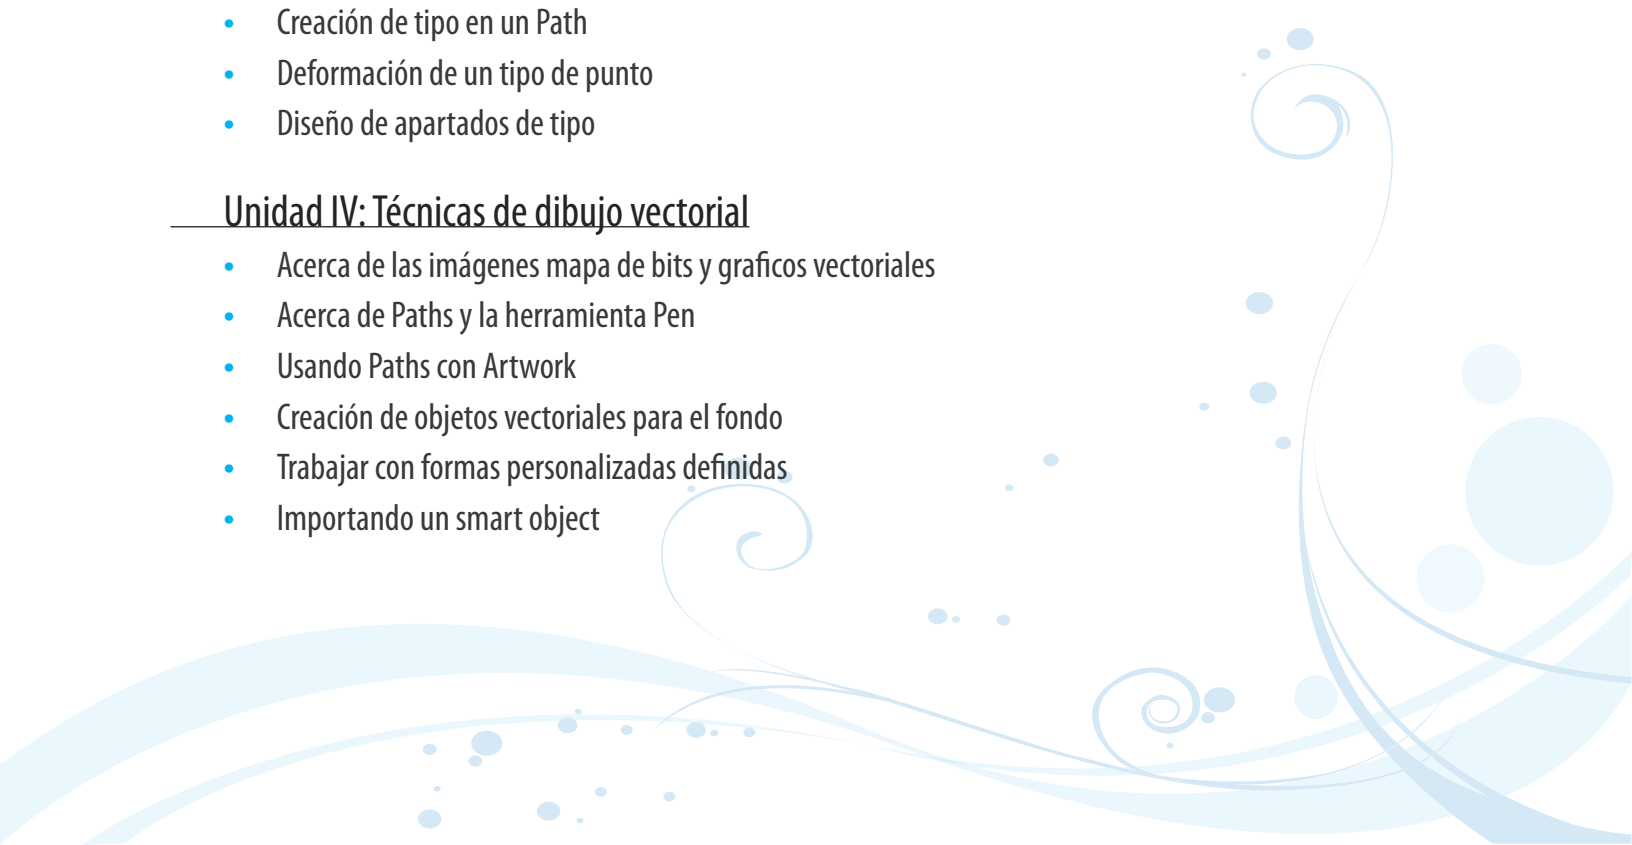 • Creación de tipo en un Path
• Deformación de un tipo de punto
• Diseño de apartados de tipo
Unidad IV: Técnicas de dibujo vectorial
• Acerca de las imágenes mapa de bits y graficos vectoriales
• Acerca de Paths y la herramienta Pen
• Usando Paths con Artwork
• Creación de objetos vectoriales para el fondo
• Trabajar con formas personalizadas definidas
• Importando un smart object